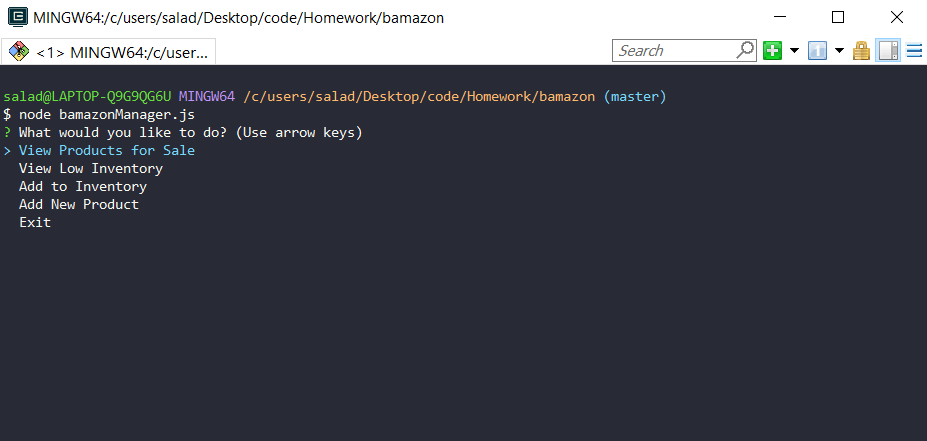 MINGW64:/c/users/salad/Desktop/code/Homework/bamazon
<1> MINGW64:/c/user...
Search
salad@LAPTOP-Q9G9QG6U MINGW64 /c/users/salad/Desktop/code/Homework/bamazon (master)
$ node bamazonManager.js
? What would you like to do? (Use arrow keys)
> View Products for Sale
View Low Inventory
Add to Inventory
Add New Product
Exit